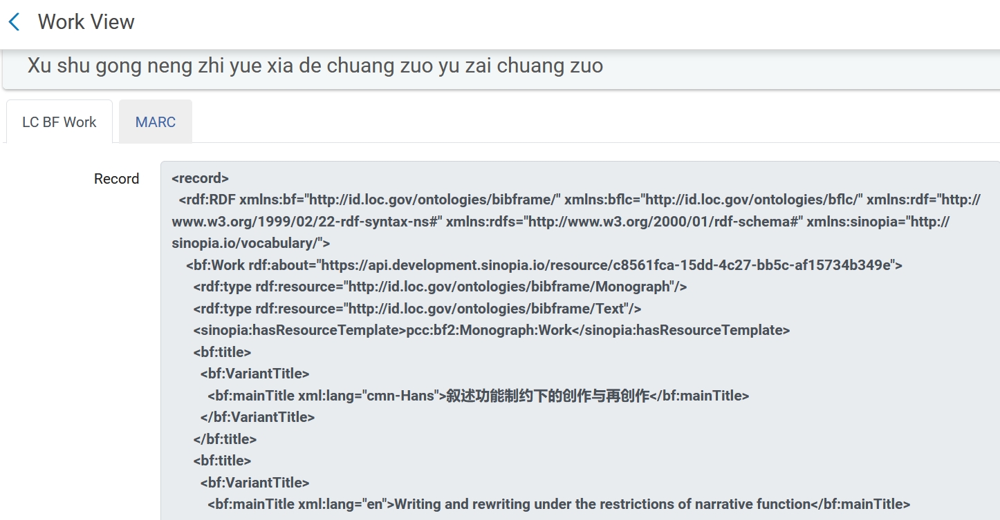 Work View
Xu shu gong neng zhi yue xia de chuang zuo yu zai chuang zuo
LC BF Work MARC
Record
<record>
<rdf:RDF xmlns:bf="http://id.loc.gov/ontologies/bibframe/" xmlns:bflc="http://id.loc.gov/ontologies/bflc/" xmlns:rdf="http://
www.w3.org/1999/02/22-rdf-syntax-ns#" xmlns:rdfs="http://www.w3.org/2000/01/rdf-schema#" xmlns:sinopia="http://
sinopia.io/vocabulary/">
<bf:Work rdf:about="https://api.development.sinopia.io/resource/c8561fca-15dd-4c27-bb5c-af15734b349e">
<rdf:type rdf:resource="http://id.loc.gov/ontologies/bibframe/Monograph"/>
<rdf:type rdf:resource="http://id.loc.gov/ontologies/bibframe/Text"/>
<sinopia:hasResourceTemplate>pcc:bf2:Monograph:Work</sinopia:hasResourceTemplate>
<bf:title>
<bf:VariantTitle>
<bf:mainTitle xml:lang="cmn-Hans">叙述功能制约下的创作与再创作</bf:mainTitle>
</bf:VariantTitle>
</bf:title>
<bf:title>
<bf:VariantTitle>
<bf:mainTitle xml:lang="en">Writing and rewriting under the restrictions of narrative function</bf:mainTitle>